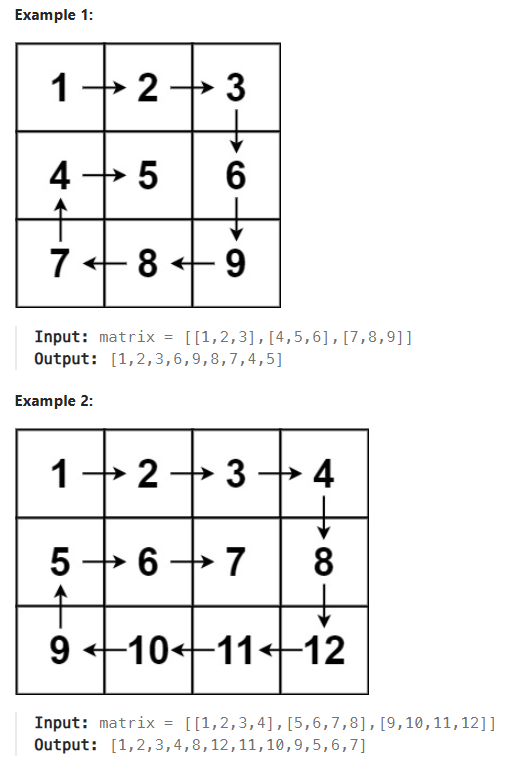 Example 1:
1 2 3
4 5 6
7 8 9
Input: matrix = [[1,2,3],[4,5,6],[7,8,9]]
Output: [1,2,3,6,9,8,7,4,5]
Example 2:
1 2 3 4
5 6 7 8
9 10 11 12
Input: matrix = [[1,2,3,4],[5,6,7,8],[9,10,11,12]]
Output: [1,2,3,4,8,12,11,10,9,5,6,7]